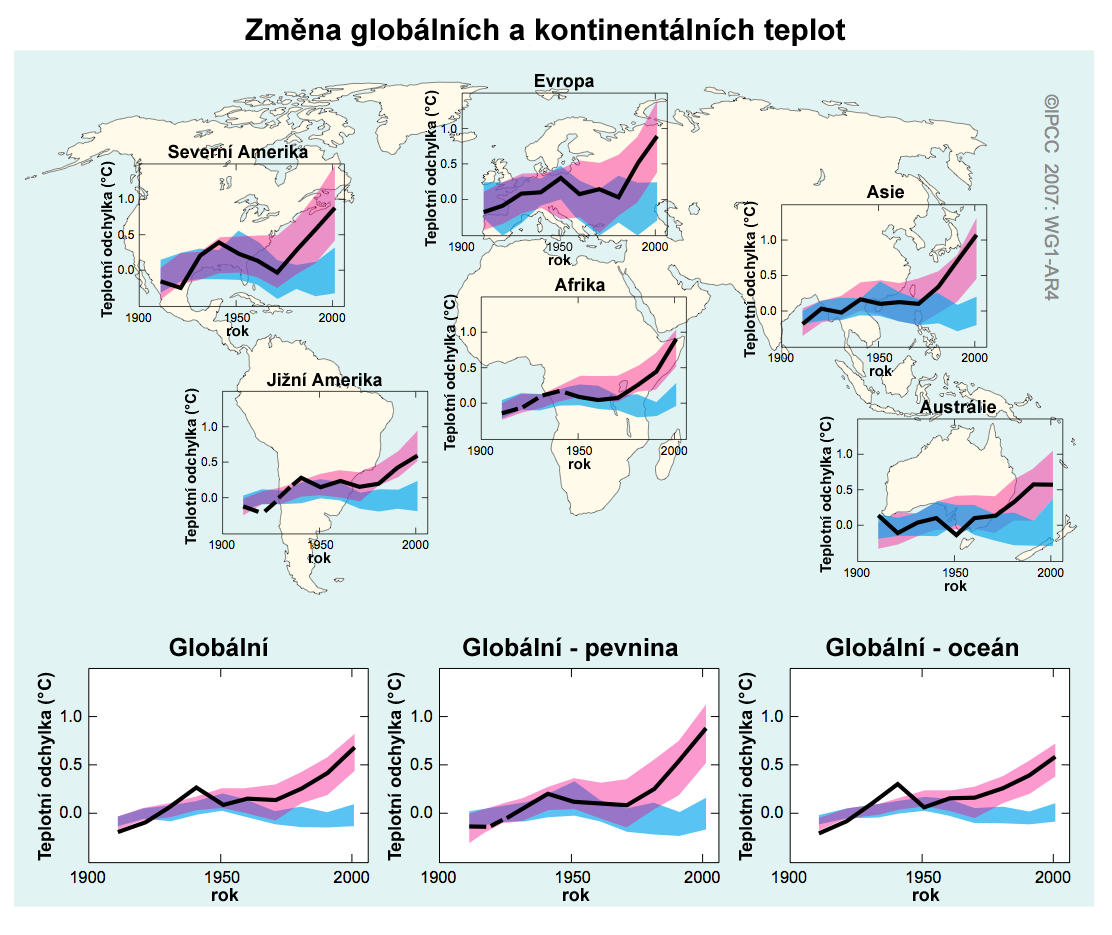 Změna globálních a kontinentálních teplot
©IPCC 2007: WG1-AR4
Evropa
Teplotní odchylka (°C)
1.0
0.5
0.0
1900
1950
2000
rok
Severní Amerika
Teplotní odchylka (°C)
1.0
0.5
0.0
1900
1950
2000
rok
Asie
Teplotní odchylka (°C)
1.0
0.5
0.0
1900
1950
2000
rok
Afrika
Teplotní odchylka (°C)
1.0
0.5
0.0
1900
1950
2000
rok
Jižní Amerika
Teplotní odchylka (°C)
1.0
0.5
0.0
1900
1950
2000
rok
Austrálie
Teplotní odchylka (°C)
1.0
0.5
0.0
1900
1950
2000
rok
Globální
Teplotní odchylka (°C)
1.0
0.5
0.0
1900
1950
2000
rok
Globální - pevnina
Teplotní odchylka (°C)
1.0
0.5
0.0
1900
1950
2000
rok
Globální - oceán
Teplotní odchylka (°C)
1.0
0.5
0.0
1900
1950
2000
rok